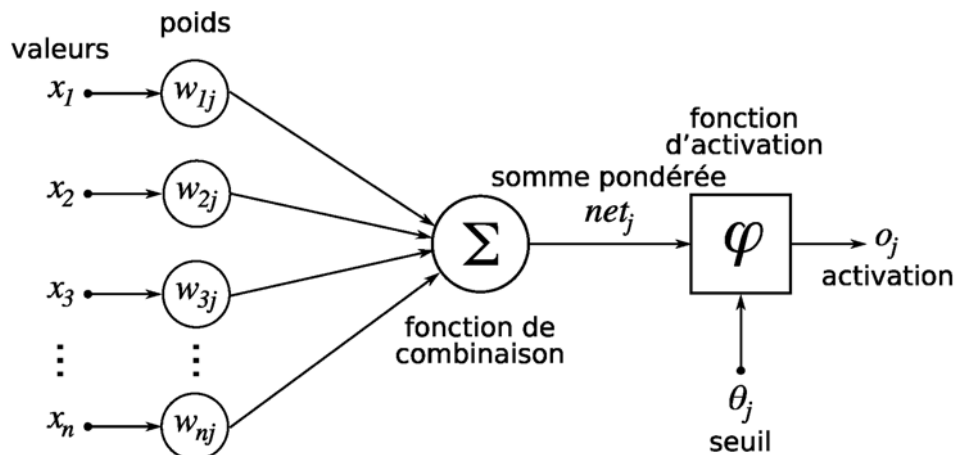 valeurs
poids
x₁
w₁ⱼ
x₂
w₂ⱼ
x₃
w₃ⱼ
⋮
⋮
xₙ
wₙⱼ
Σ
fonction de
combinaison
somme pondérée
netⱼ
fonction
d'activation
φ
oⱼ
activation
θⱼ
seuil